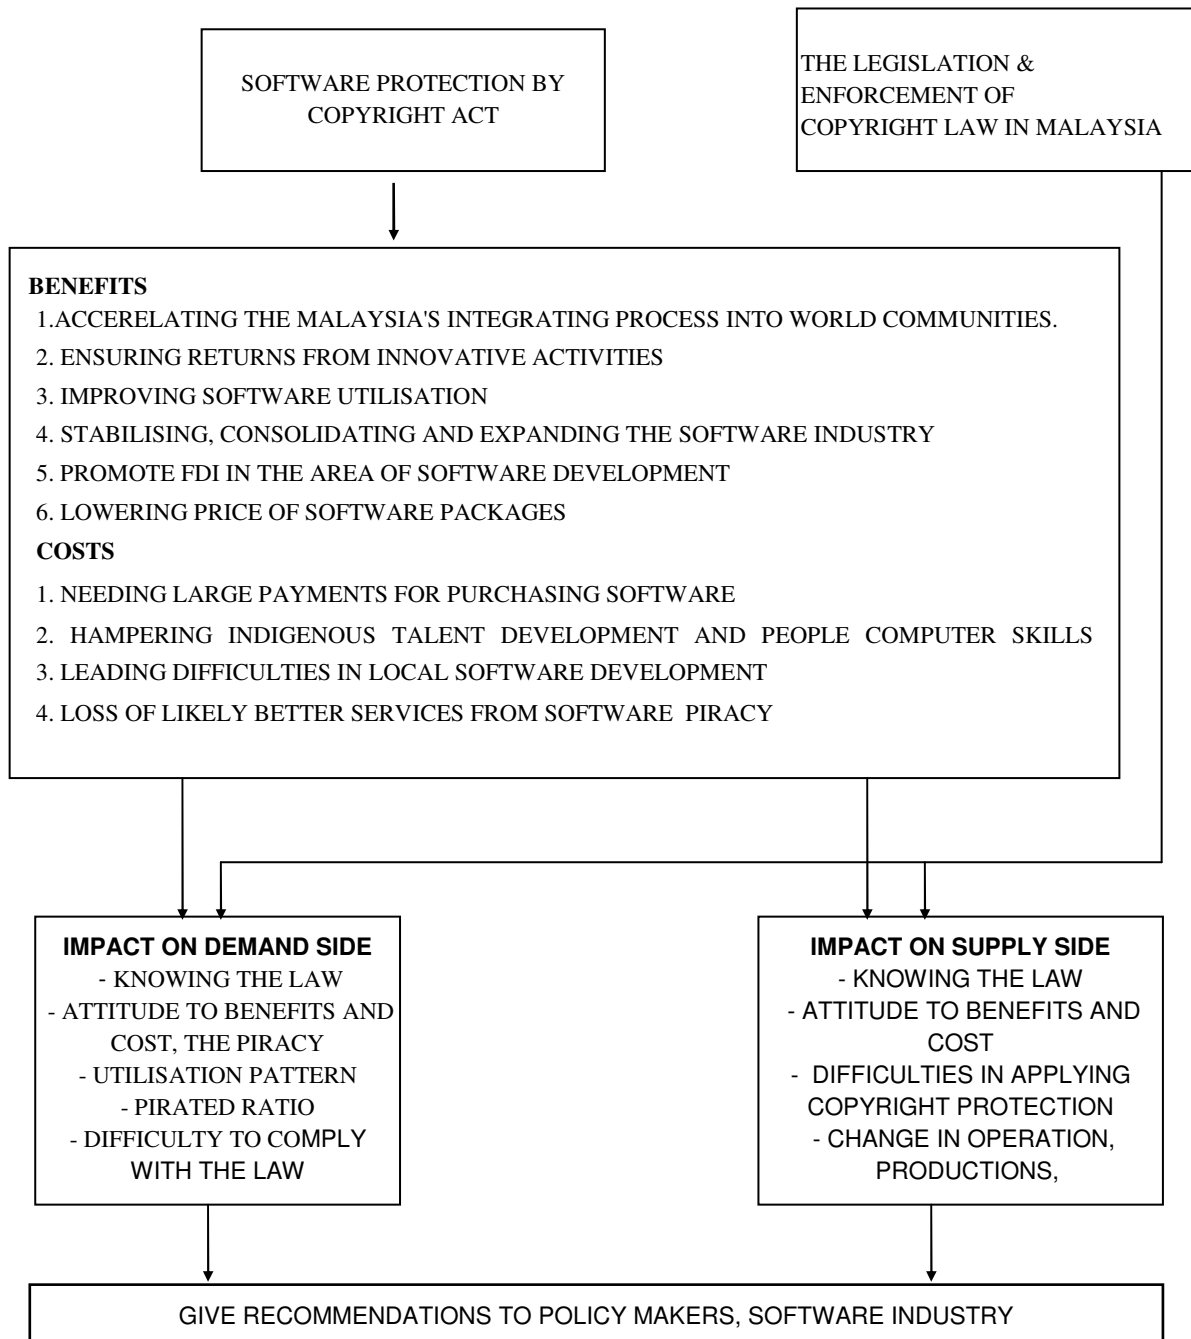 SOFTWARE PROTECTION BY
COPYRIGHT ACT
THE LEGISLATION &
ENFORCEMENT OF
COPYRIGHT LAW IN MALAYSIA
BENEFITS
1.ACCERELATING THE MALAYSIA'S INTEGRATING PROCESS INTO WORLD COMMUNITIES.
2. ENSURING RETURNS FROM INNOVATIVE ACTIVITIES
3. IMPROVING SOFTWARE UTILISATION
4. STABILISING, CONSOLIDATING AND EXPANDING THE SOFTWARE INDUSTRY
5. PROMOTE FDI IN THE AREA OF SOFTWARE DEVELOPMENT
6. LOWERING PRICE OF SOFTWARE PACKAGES
COSTS
1. NEEDING LARGE PAYMENTS FOR PURCHASING SOFTWARE
2. HAMPERING INDIGENOUS TALENT DEVELOPMENT AND PEOPLE COMPUTER SKILLS
3. LEADING DIFFICULTIES IN LOCAL SOFTWARE DEVELOPMENT
4. LOSS OF LIKELY BETTER SERVICES FROM SOFTWARE PIRACY
IMPACT ON DEMAND SIDE
- KNOWING THE LAW
- ATTITUDE TO BENEFITS AND
COST, THE PIRACY
- UTILISATION PATTERN
- PIRATED RATIO
- DIFFICULTY TO COMPLY
WITH THE LAW
IMPACT ON SUPPLY SIDE
- KNOWING THE LAW
- ATTITUDE TO BENEFITS AND
COST
- DIFFICULTIES IN APPLYING
COPYRIGHT PROTECTION
- CHANGE IN OPERATION,
PRODUCTIONS,
GIVE RECOMMENDATIONS TO POLICY MAKERS, SOFTWARE INDUSTRY